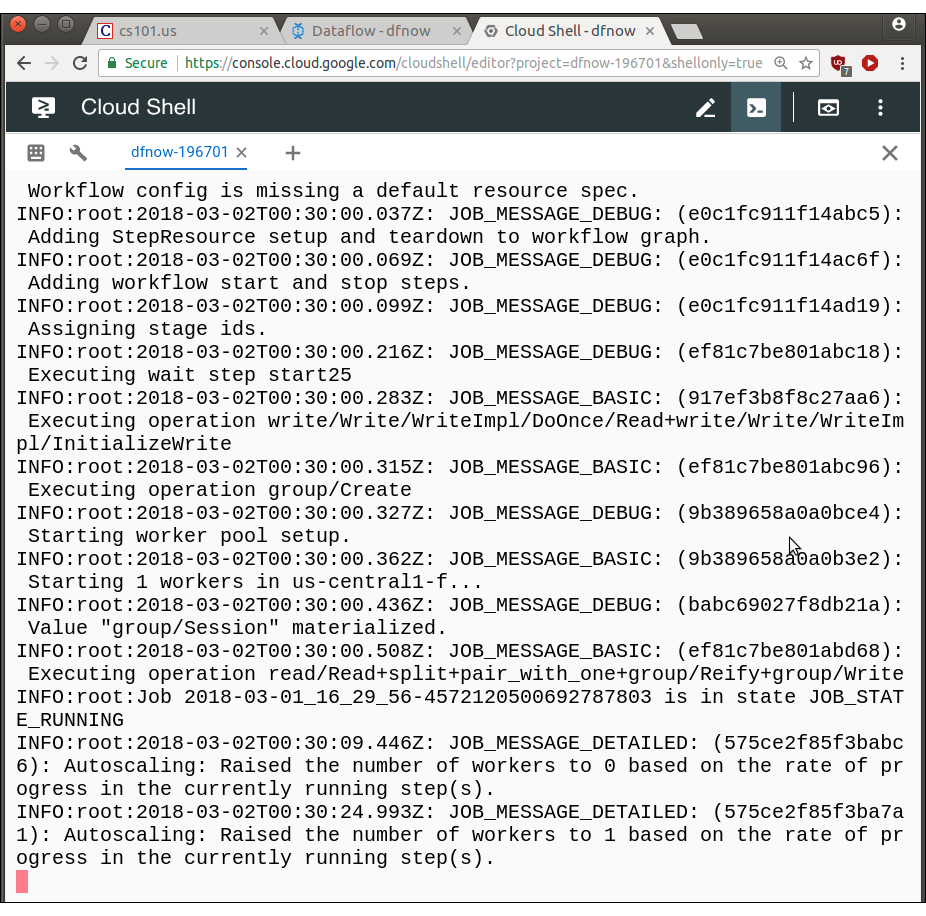 cs101.us
Dataflow - dfnow
Cloud Shell - dfnow
Secure
https://console.cloud.google.com/cloudshell/editor?project=dfnow-196701&shellonly=true
7
Cloud Shell
dfnow-196701
Workflow config is missing a default resource spec.
INFO:root:2018-03-02T00:30:00.037Z: JOB_MESSAGE_DEBUG: (e0c1fc911f14abc5):
Adding StepResource setup and teardown to workflow graph.
INFO:root:2018-03-02T00:30:00.069Z: JOB_MESSAGE_DEBUG: (e0c1fc911f14ac6f):
Adding workflow start and stop steps.
INFO:root:2018-03-02T00:30:00.099Z: JOB_MESSAGE_DEBUG: (e0c1fc911f14ad19):
Assigning stage ids.
INFO:root:2018-03-02T00:30:00.216Z: JOB_MESSAGE_DEBUG: (ef81c7be801abc18):
Executing wait step start25
INFO:root:2018-03-02T00:30:00.283Z: JOB_MESSAGE_BASIC: (917ef3b8f8c27aa6):
Executing operation write/Write/WriteImpl/DoOnce/Read+write/Write/WriteIm
pl/InitializeWrite
INFO:root:2018-03-02T00:30:00.315Z: JOB_MESSAGE_BASIC: (ef81c7be801abc96):
Executing operation group/Create
INFO:root:2018-03-02T00:30:00.327Z: JOB_MESSAGE_DEBUG: (9b389658a0a0bce4):
Starting worker pool setup.
INFO:root:2018-03-02T00:30:00.362Z: JOB_MESSAGE_BASIC: (9b389658a0a0b3e2):
Starting 1 workers in us-central1-f...
INFO:root:2018-03-02T00:30:00.436Z: JOB_MESSAGE_DEBUG: (babc69027f8db21a):
Value "group/Session" materialized.
INFO:root:2018-03-02T00:30:00.508Z: JOB_MESSAGE_BASIC: (ef81c7be801abd68):
Executing operation read/Read+split+pair_with_one+group/Reify+group/Write
INFO:root:Job 2018-03-01_16_29_56-4572120500692787803 is in state JOB_STAT
E_RUNNING
INFO:root:2018-03-02T00:30:09.446Z: JOB_MESSAGE_DETAILED: (575ce2f85f3babc
6): Autoscaling: Raised the number of workers to 0 based on the rate of pr
ogress in the currently running step(s).
INFO:root:2018-03-02T00:30:24.993Z: JOB_MESSAGE_DETAILED: (575ce2f85f3ba7a
1): Autoscaling: Raised the number of workers to 1 based on the rate of pr
ogress in the currently running step(s).